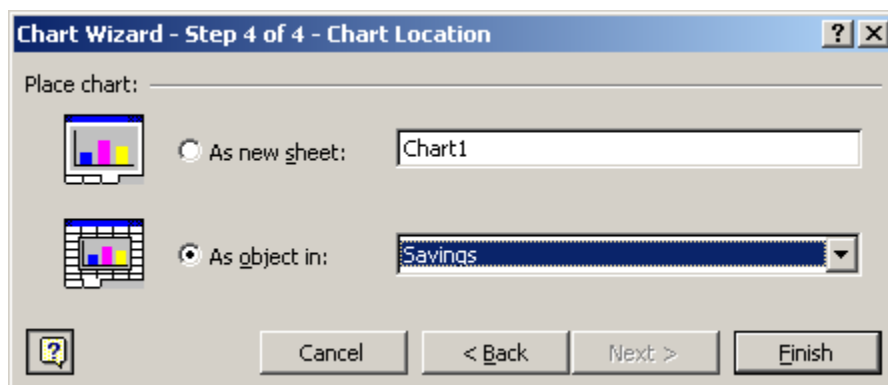 Chart Wizard - Step 4 of 4 - Chart Location
Place chart:
As new sheet: Chart1
As object in: Savings
Cancel < Back Next > Finish